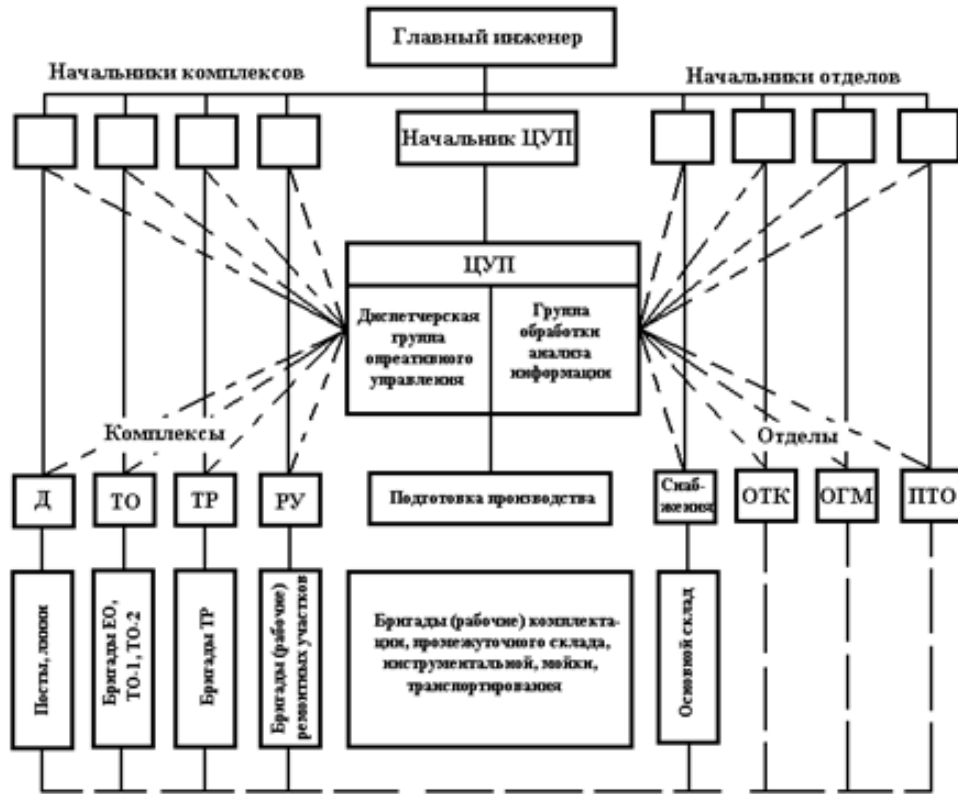 Главный инженер
Начальники комплексов
Начальники отделов
Начальник ЦУП
ЦУП
Диспетчерская
группа
опреативного
управления
Группа
обработки
анализа
информации
Комплексы
Отделы
Д
ТО
ТР
РУ
Подготовка производства
Снаб-
жения
ОТК
ОГМ
ПТО
Посты, линии
Бригады ЕО,
ТО-1, ТО-2
Бригады ТР
Бригады (рабочие)
ремонтных участков
Бригады (рабочие) комплекта-
ции, промежуточного склада,
инструментальной, мойки,
транспортирования
Основной склад